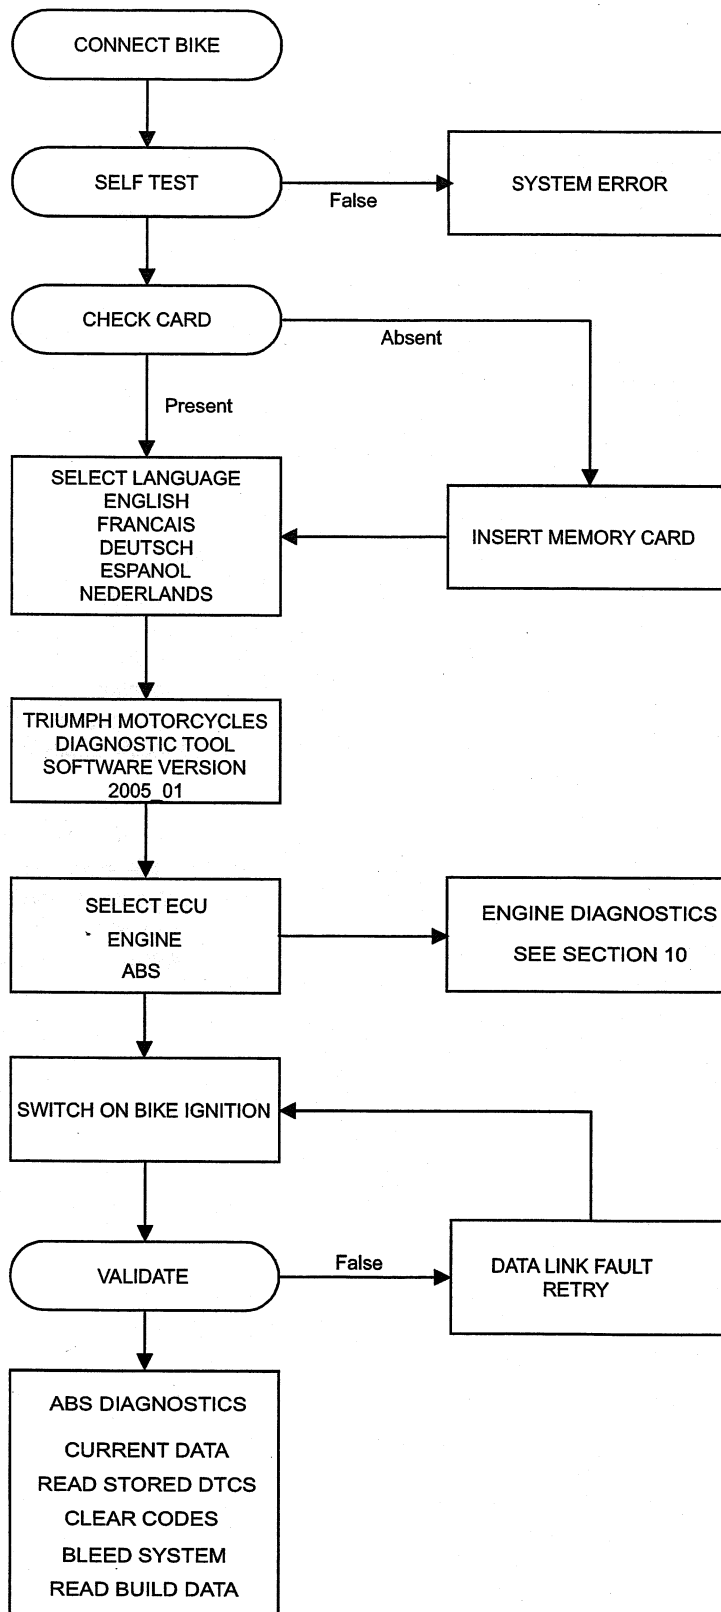 CONNECT BIKE
SELF TEST
False
SYSTEM ERROR
CHECK CARD
Absent
Present
SELECT LANGUAGE
ENGLISH
FRANCAIS
DEUTSCH
ESPANOL
NEDERLANDS
INSERT MEMORY CARD
TRIUMPH MOTORCYCLES
DIAGNOSTIC TOOL
SOFTWARE VERSION
2005_01
SELECT ECU
ENGINE
ABS
ENGINE DIAGNOSTICS
SEE SECTION 10
SWITCH ON BIKE IGNITION
VALIDATE
False
DATA LINK FAULT
RETRY
ABS DIAGNOSTICS
CURRENT DATA
READ STORED DTCS
CLEAR CODES
BLEED SYSTEM
READ BUILD DATA